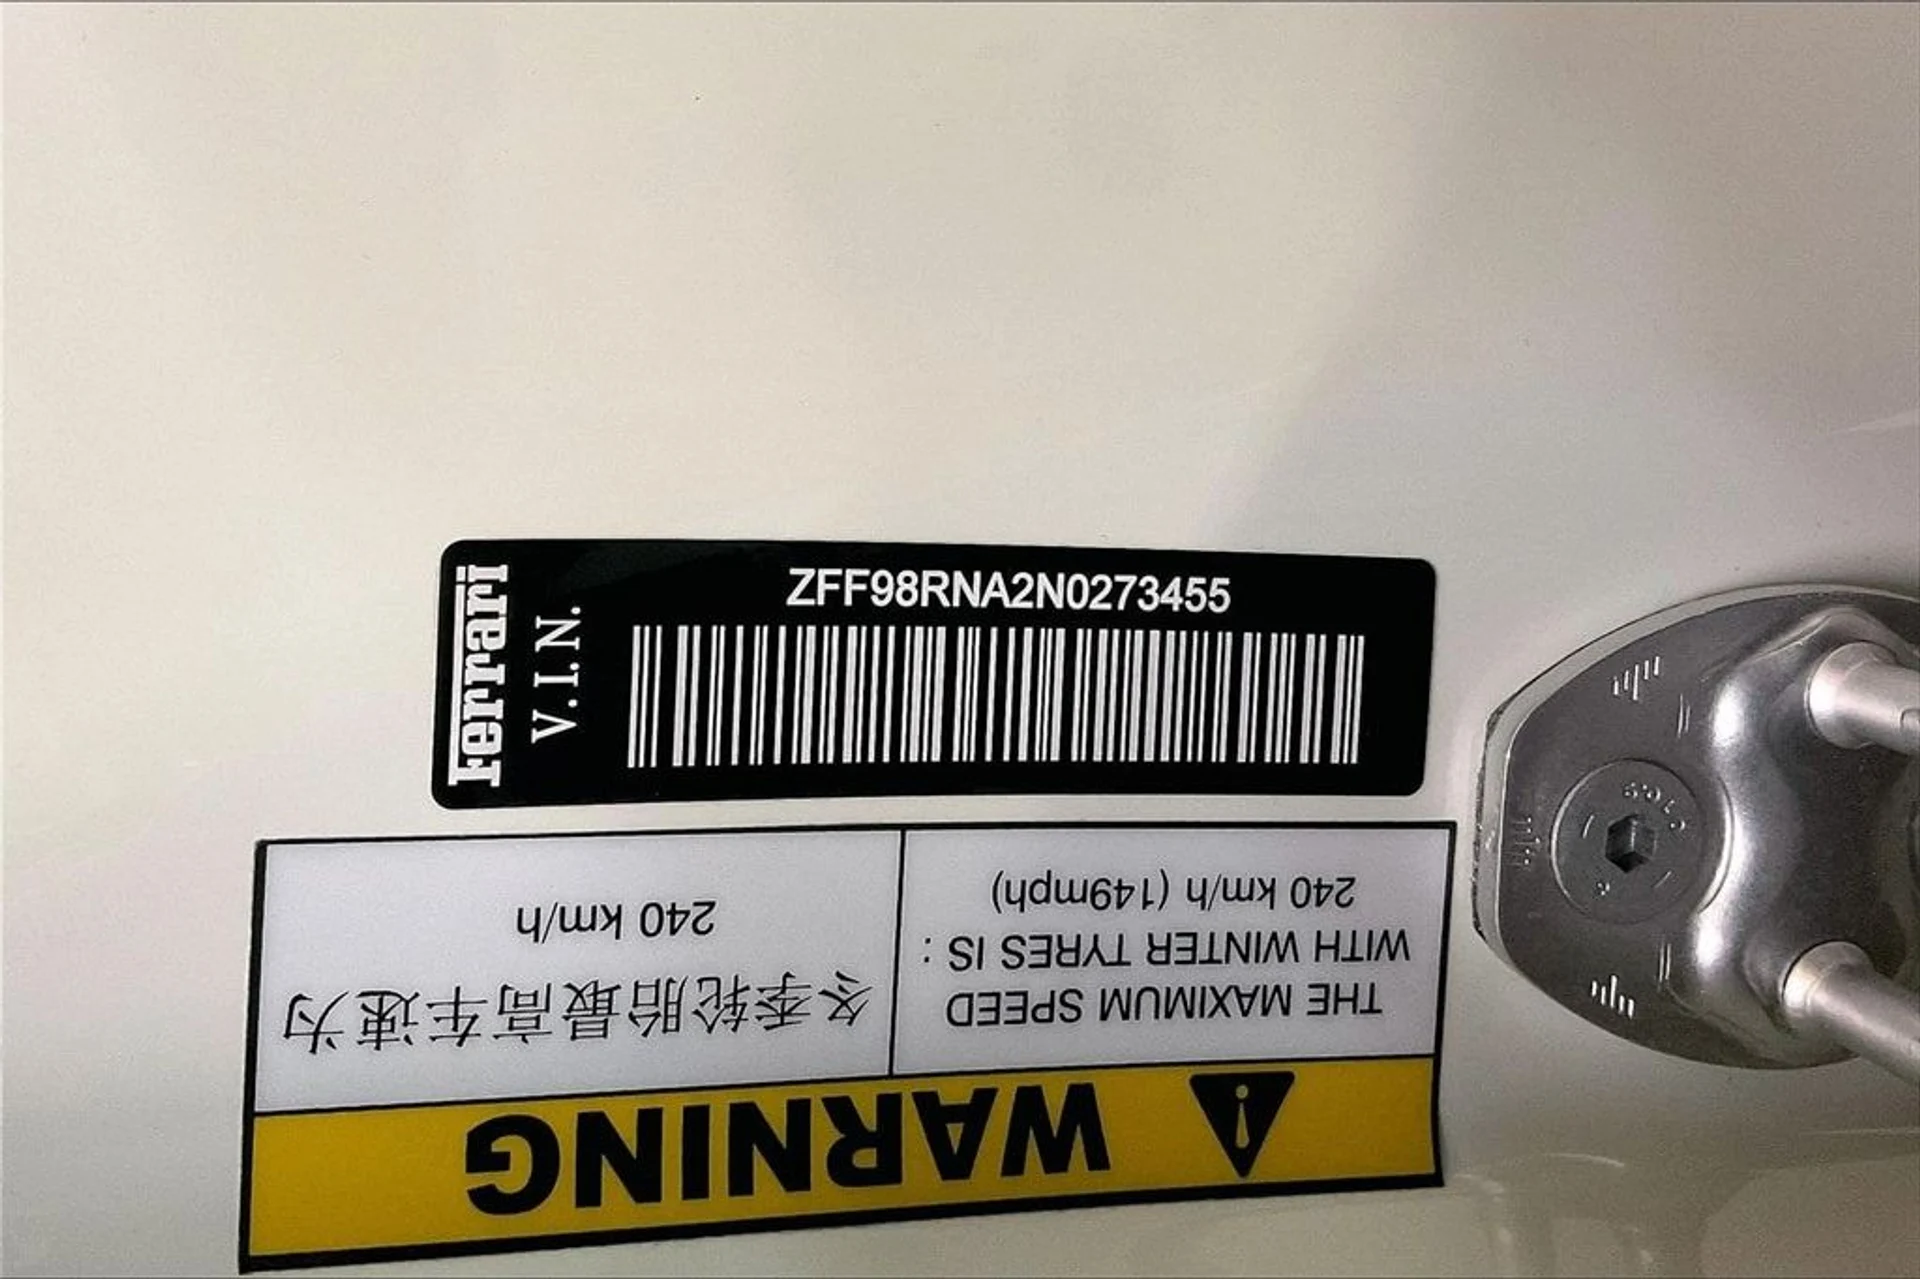 Ferrari
V.I.N.
ZFF98RNA2N0273455
WARNING
THE MAXIMUM SPEED
WITH WINTER TYRES IS :
240 km/h (149mph)
冬季轮胎最高车速为
240 km/h